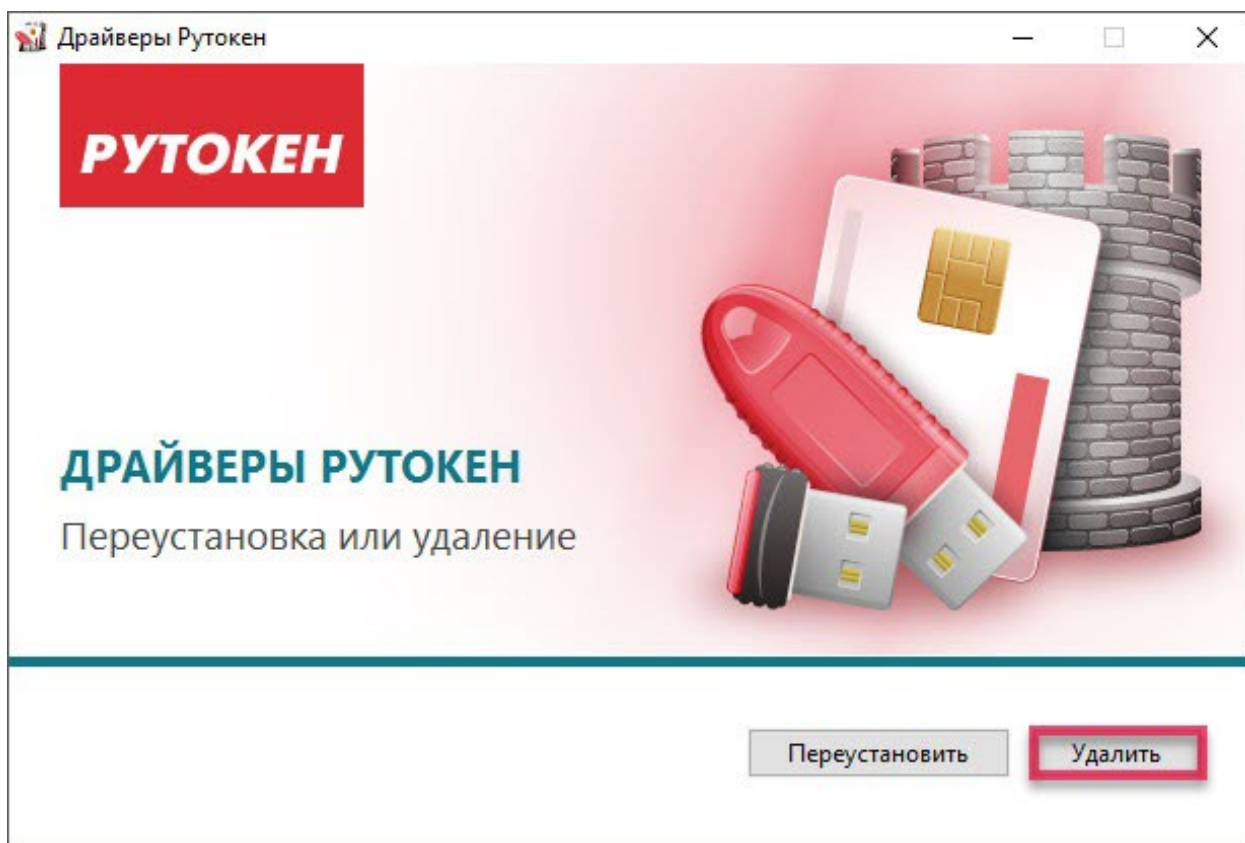 Драйверы Рутокен
РУТОКЕН
ДРАЙВЕРЫ РУТОКЕН
Переустановка или удаление
Переустановить
Удалить